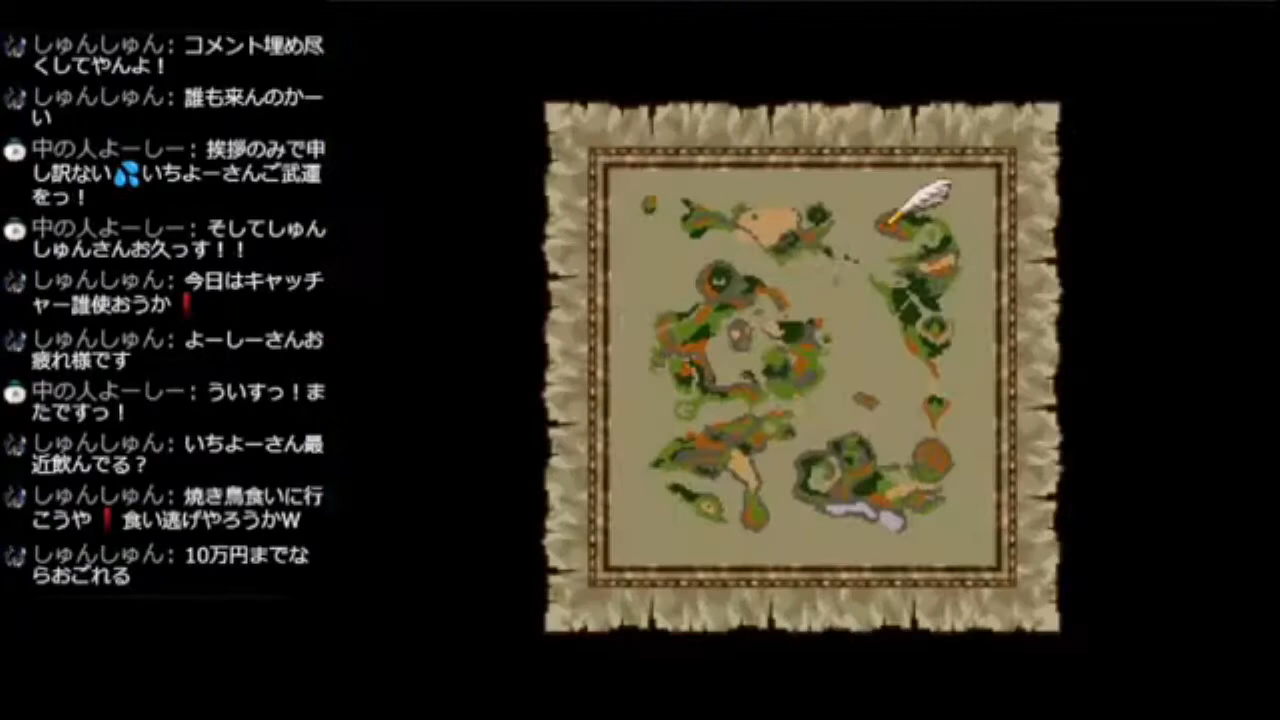 しゅんしゅん: コメント埋め尽
くしてやんよ！
しゅんしゅん: 誰も来んのかー
い
中の人よーしー: 挨拶のみで申
し訳ない💦いちよーさんご武運
をっ！
中の人よーしー: そしてしゅん
しゅんさんお久っす！！
しゅんしゅん: 今日はキャッチ
ャー誰使おうか❗
しゅんしゅん: よーしーさんお
疲れ様です
中の人よーしー: ういすっ！ま
たですっ！
しゅんしゅん: いちよーさん最
近飲んでる？
しゅんしゅん: 焼き鳥食いに行
こうや❗食い逃げやろうかW
しゅんしゅん: 10万円までな
らおごれる